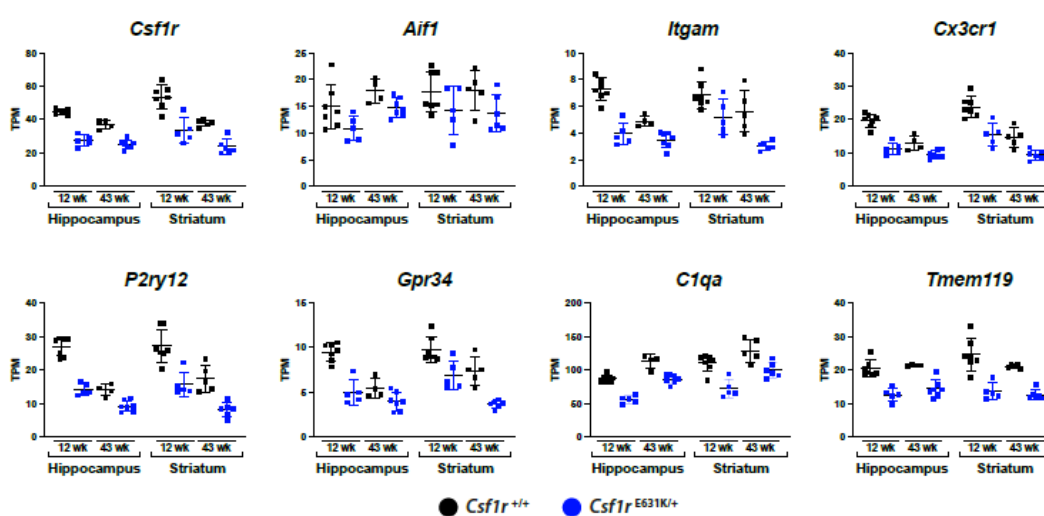 Csf1r
Aif1
Itgam
Cx3cr1
TPM
80
60
40
20
0
12 wk 43 wk 12 wk 43 wk
Hippocampus Striatum
TPM
25
20
15
10
5
0
12 wk 43 wk 12 wk 43 wk
Hippocampus Striatum
TPM
10
8
6
4
2
0
12 wk 43 wk 12 wk 43 wk
Hippocampus Striatum
TPM
40
30
20
10
0
12 wk 43 wk 12 wk 43 wk
Hippocampus Striatum
P2ry12
Gpr34
C1qa
Tmem119
TPM
40
30
20
10
0
12 wk 43 wk 12 wk 43 wk
Hippocampus Striatum
TPM
15
10
5
0
12 wk 43 wk 12 wk 43 wk
Hippocampus Striatum
TPM
200
150
100
50
0
12 wk 43 wk 12 wk 43 wk
Hippocampus Striatum
TPM
40
30
20
10
0
12 wk 43 wk 12 wk 43 wk
Hippocampus Striatum
Csf1r +/+ Csf1r E631K/+